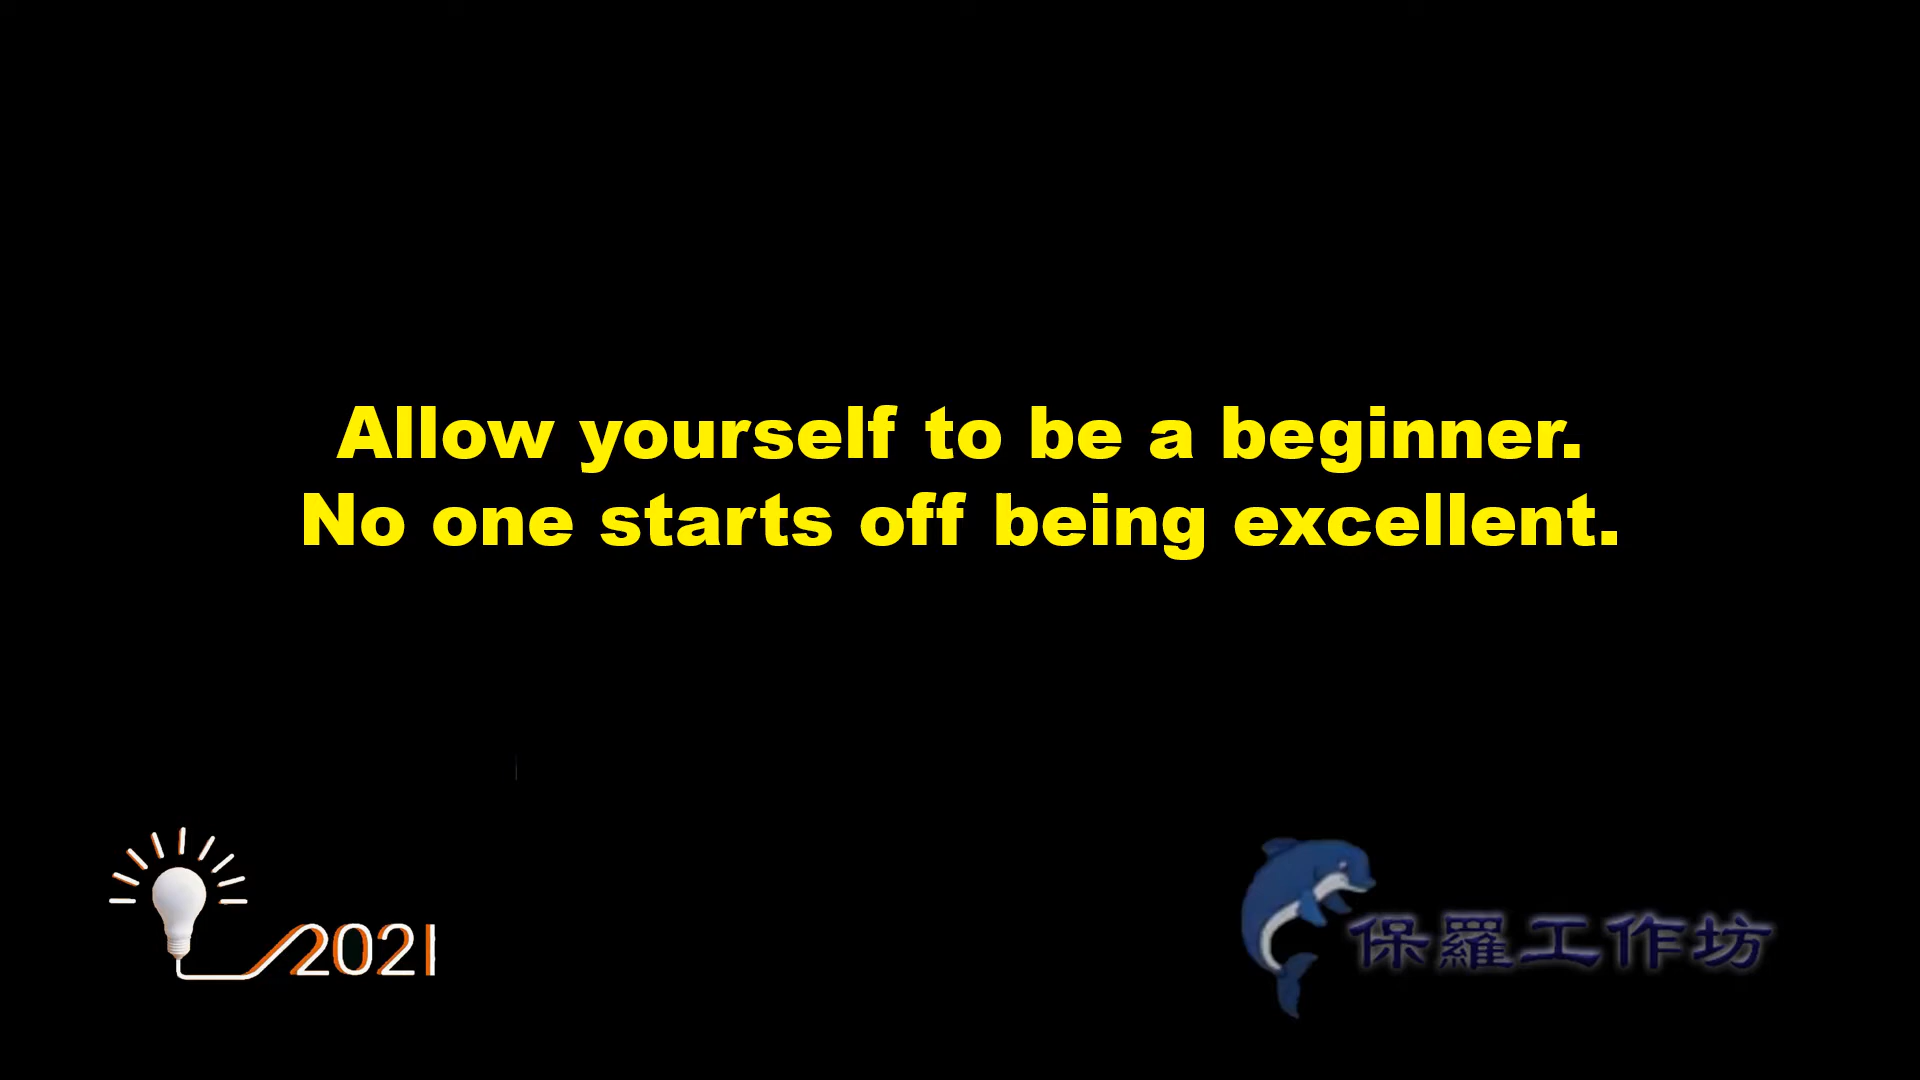 Allow yourself to be a beginner.
No one starts off being excellent.
2021
保羅工作坊